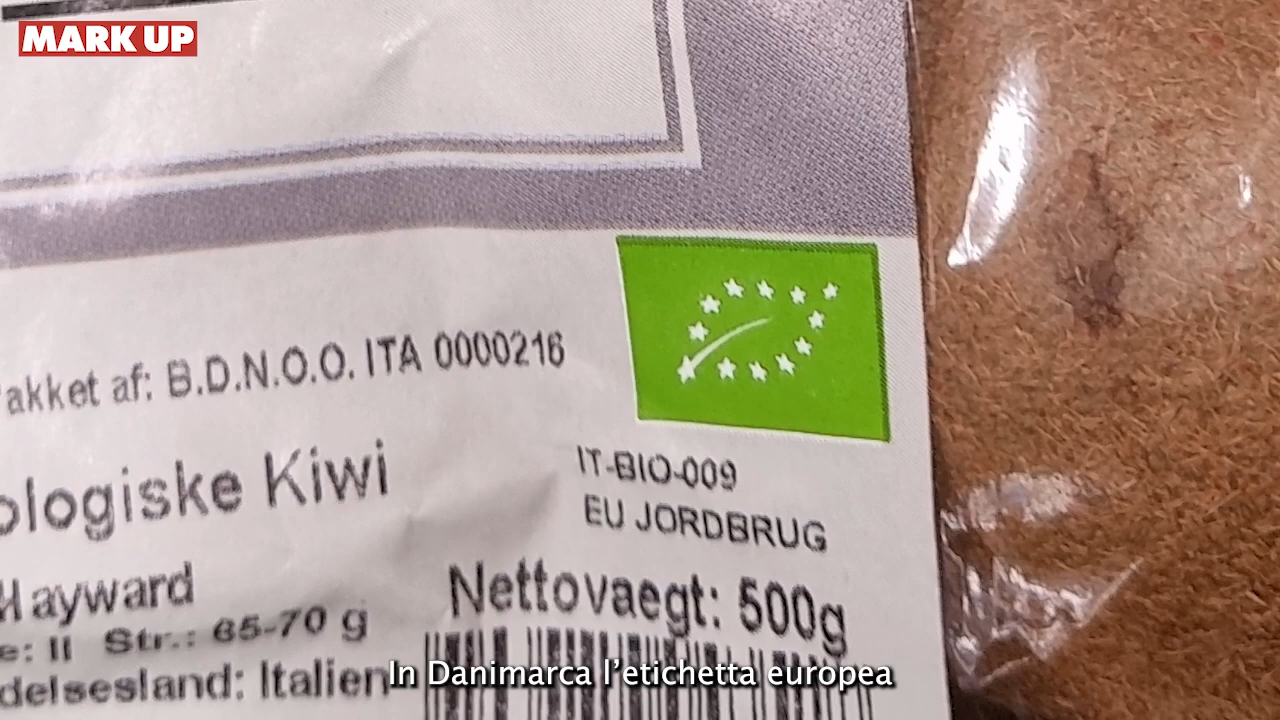 MARK UP
akket af: B.D.N.O.O. ITA 0000216
ologiske Kiwi
IT-BIO-009
EU JORDBRUG
Hayward
Nettovaegt: 500g
e: II Str.: 65-70 g
delsesland: Italien
In Danimarca l'etichetta europea